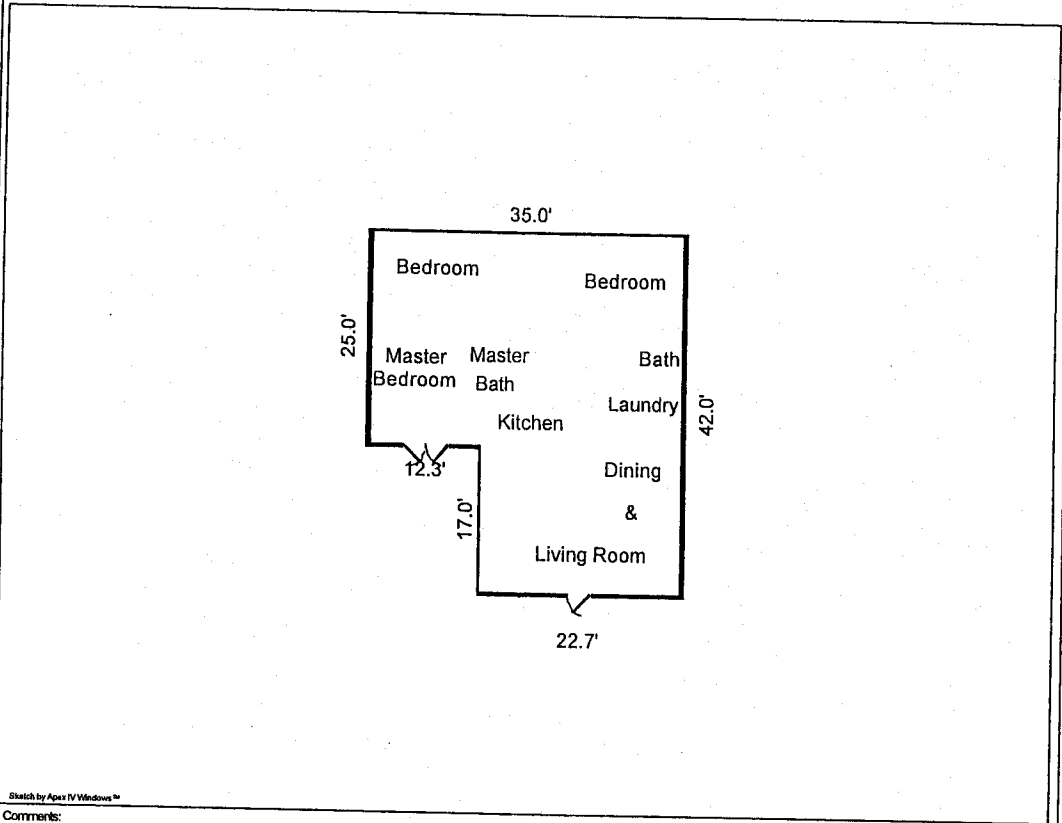 35.0'
Bedroom
Bedroom
25.0'
Master
Bedroom
Master
Bath
Bath
Laundry
42.0'
Kitchen
12.3'
Dining
&
17.0'
Living Room
22.7'
Sketch by Apex IV Windows™
Comments: